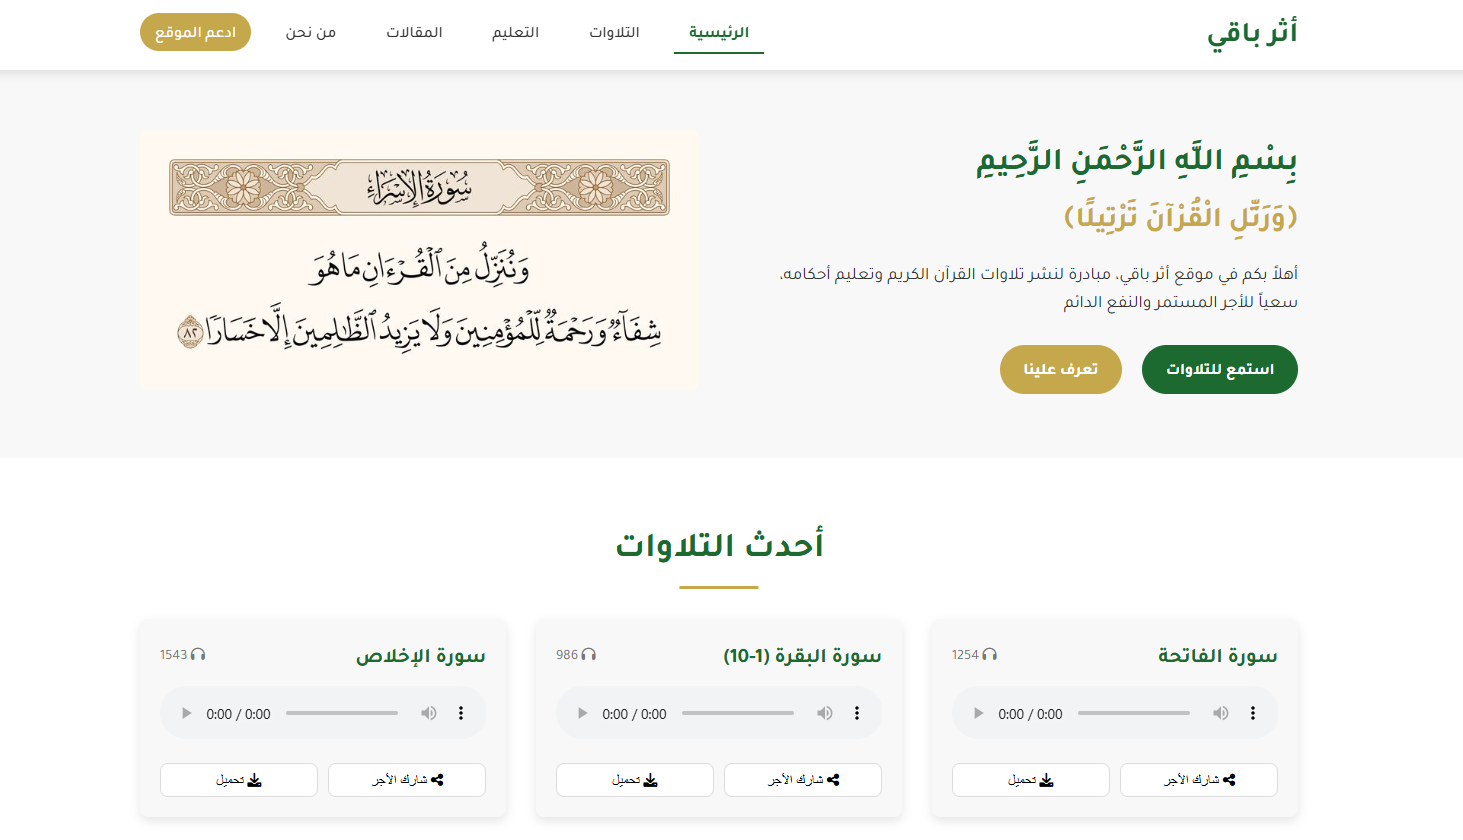 أثر باقي
الرئيسية
التلاوات
التعليم
المقالات
من نحن
ادعم الموقع
بِسْمِ اللَّهِ الرَّحْمَنِ الرَّحِيمِ
(وَرَتِّلِ الْقُرْآنَ تَرْتِيلًا)
أهلاً بكم في موقع أثر باقي، مبادرة لنشر تلاوات القرآن الكريم وتعليم أحكامه،
سعياً للأجر المستمر والنفع الدائم
استمع للتلاوات
تعرف علينا
سُورَةُ الإِسْرَاءِ
وَنُنَزِّلُ مِنَ ٱلْقُرْءَانِ مَا هُوَ
شِفَآءٌ وَرَحْمَةٌ لِّلْمُؤْمِنِينَ وَلَا يَزِيدُ ٱلظَّٰلِمِينَ إِلَّا خَسَارًا ٨٢
أحدث التلاوات
سورة الفاتحة
1254
0:00 / 0:00
شارك الأجر
تحميل
سورة البقرة (1-10)
986
0:00 / 0:00
شارك الأجر
تحميل
سورة الإخلاص
1543
0:00 / 0:00
شارك الأجر
تحميل